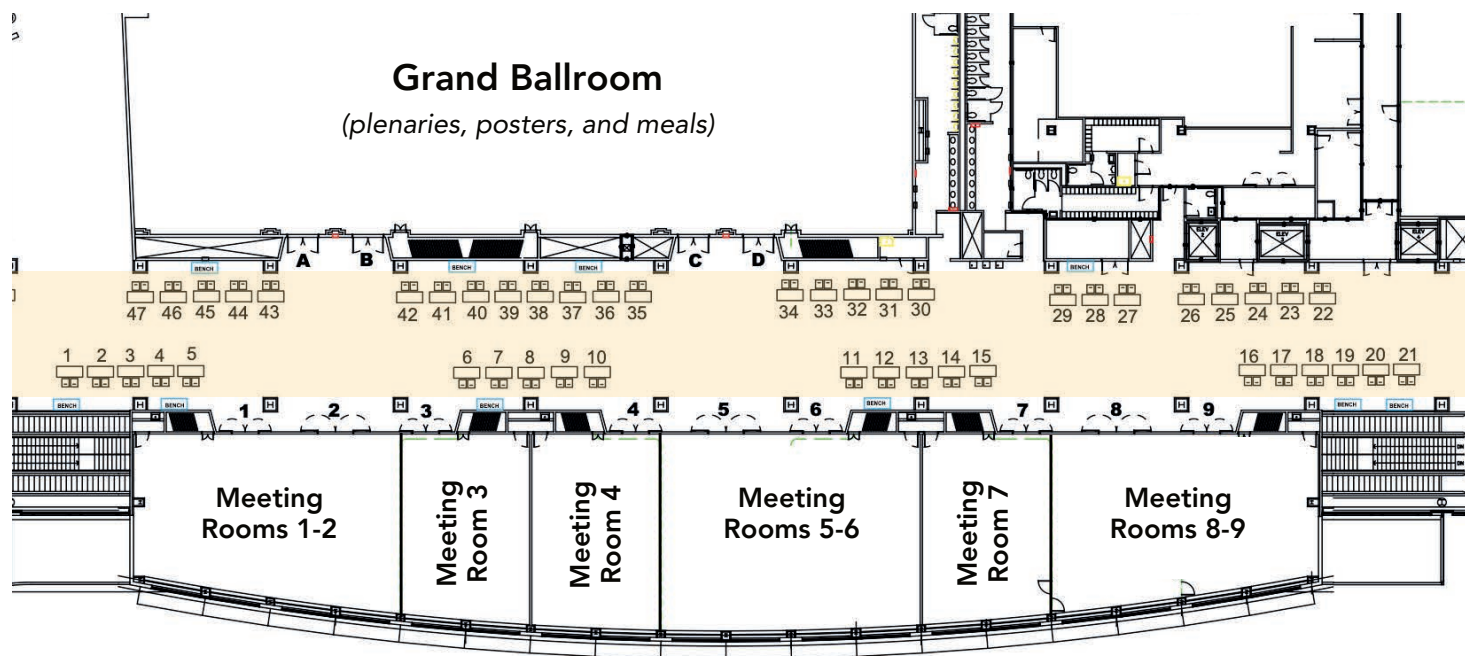 Grand Ballroom
(plenaries, posters, and meals)
A B C D
ELEV ELEV ELEV
BENCH BENCH BENCH BENCH
47 46 45 44 43 42 41 40 39 38 37 36 35 34 33 32 31 30 29 28 27 26 25 24 23 22
1 2 3 4 5 6 7 8 9 10 11 12 13 14 15 16 17 18 19 20 21
BENCH BENCH BENCH BENCH BENCH BENCH
1 2 3 4 5 6 7 8 9
DN
Meeting
Rooms 1-2
Meeting
Room 3
Meeting
Room 4
Meeting
Rooms 5-6
Meeting
Room 7
Meeting
Rooms 8-9